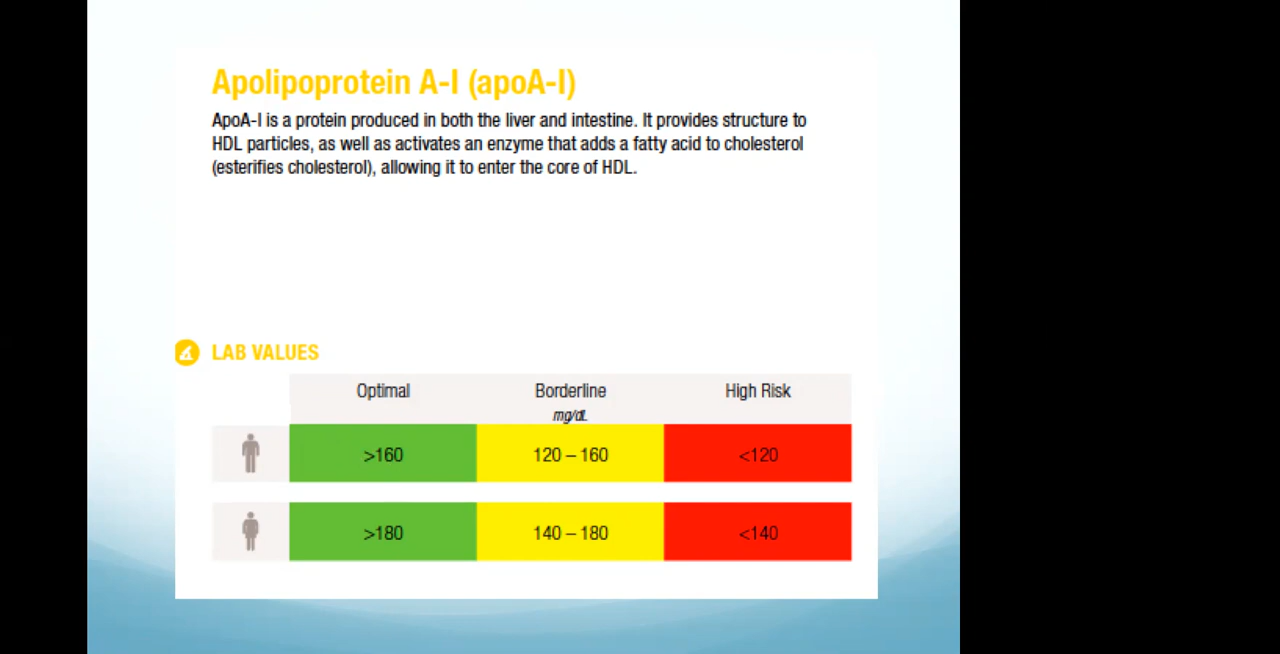 Apolipoprotein A-I (apoA-I)
ApoA-I is a protein produced in both the liver and intestine. It provides structure to
HDL particles, as well as activates an enzyme that adds a fatty acid to cholesterol
(esterifies cholesterol), allowing it to enter the core of HDL.
LAB VALUES
Optimal Borderline High Risk
mg/dL
>160 120 – 160 <120
>180 140 – 180 <140